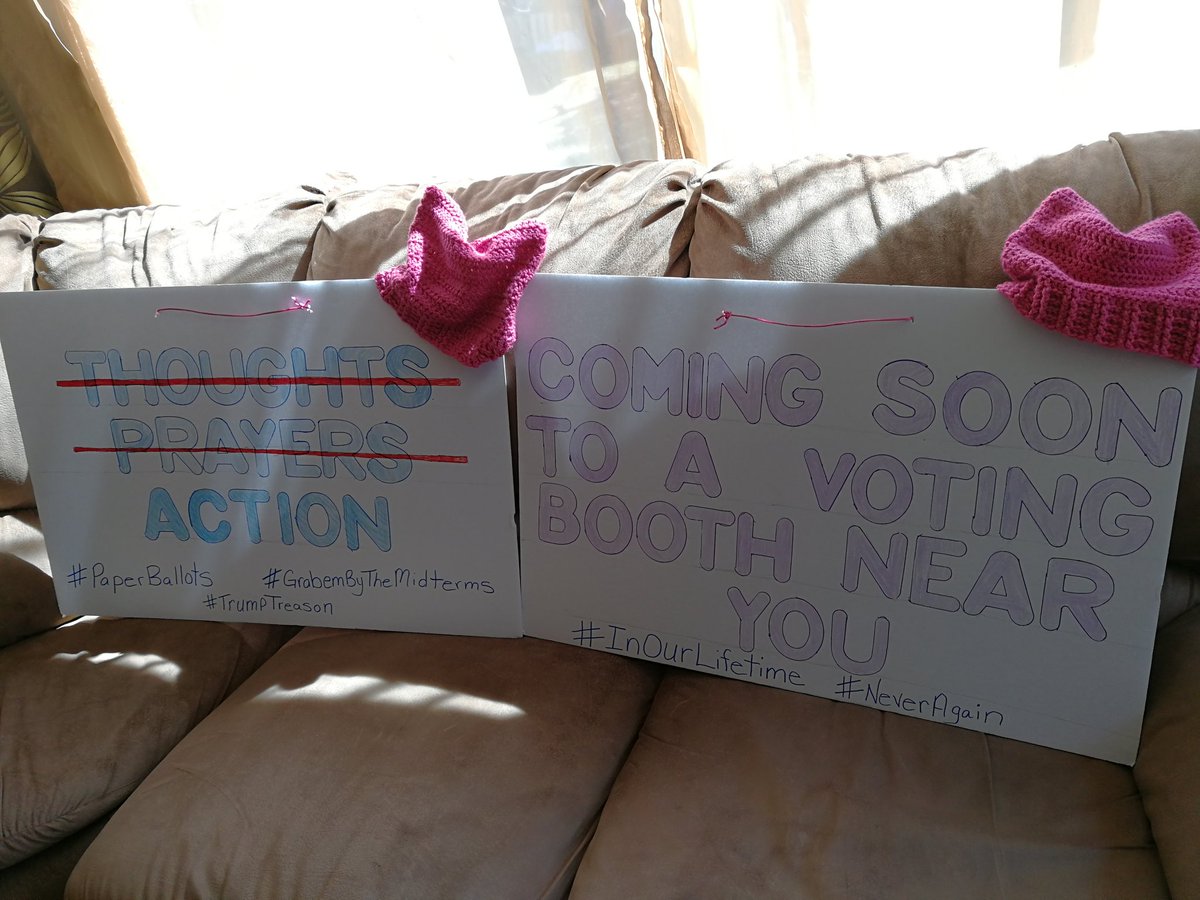 THOUGHTS
PRAYERS
ACTION
#PaperBallots #GrabemByTheMidterms
#TrumpTreason
COMING SOON
TO A VOTING
BOOTH NEAR
YOU
#InOurLifetime #NeverAgain